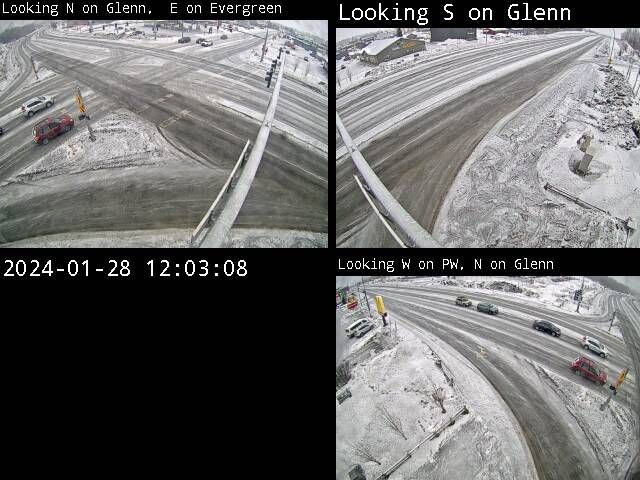 Looking N on Glenn, E on Evergreen
Looking S on Glenn
2024-01-28 12:03:08
Looking W on PW, N on Glenn